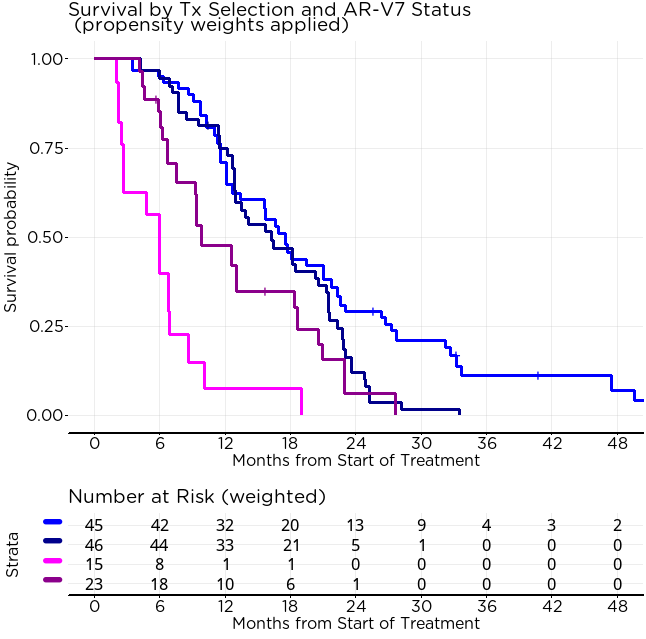 Survival by Tx Selection and AR-V7 Status
(propensity weights applied)
Survival probability
1.00
0.75
0.50
0.25
0.00
0 6 12 18 24 30 36 42 48
Months from Start of Treatment
Number at Risk (weighted)
Strata
45 42 32 20 13 9 4 3 2
46 44 33 21 5 1 0 0 0
15 8 1 1 0 0 0 0 0
23 18 10 6 1 0 0 0 0
0 6 12 18 24 30 36 42 48
Months from Start of Treatment